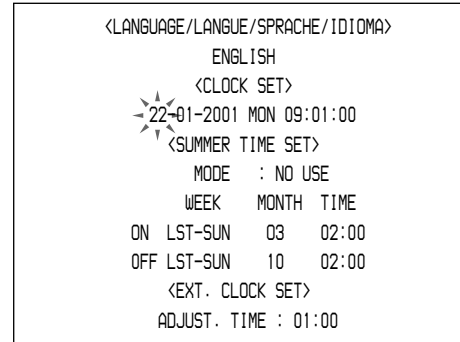 <LANGUAGE/LANGUE/SPRACHE/IDIOMA>
ENGLISH
<CLOCK SET>
22-01-2001 MON 09:01:00
<SUMMER TIME SET>
MODE : NO USE
WEEK MONTH TIME
ON LST-SUN 03 02:00
OFF LST-SUN 10 02:00
<EXT. CLOCK SET>
ADJUST. TIME : 01:00